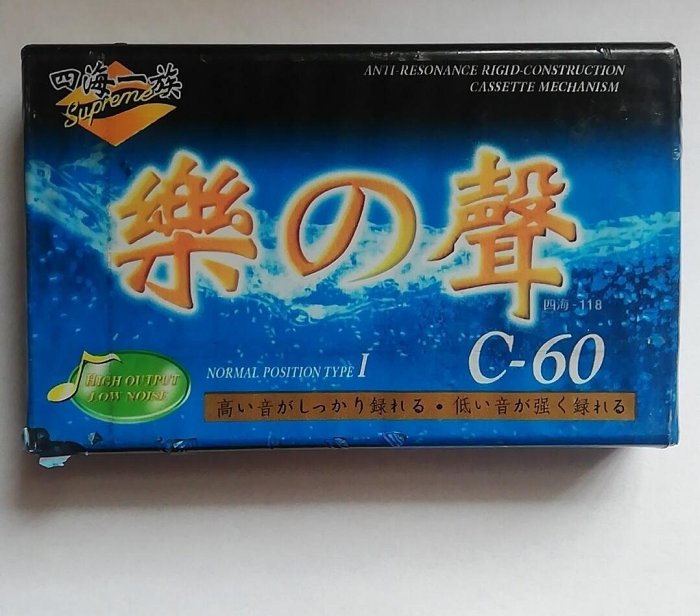 四海一族
Supreme
ANTI-RESONANCE RIGID-CONSTRUCTION
CASSETTE MECHANISM
樂の聲
四海-118
C-60
NORMAL POSITION TYPE I
HIGH OUTPUT
LOW NOISE
高い音がしっかり録れる・低い音が强く録れる